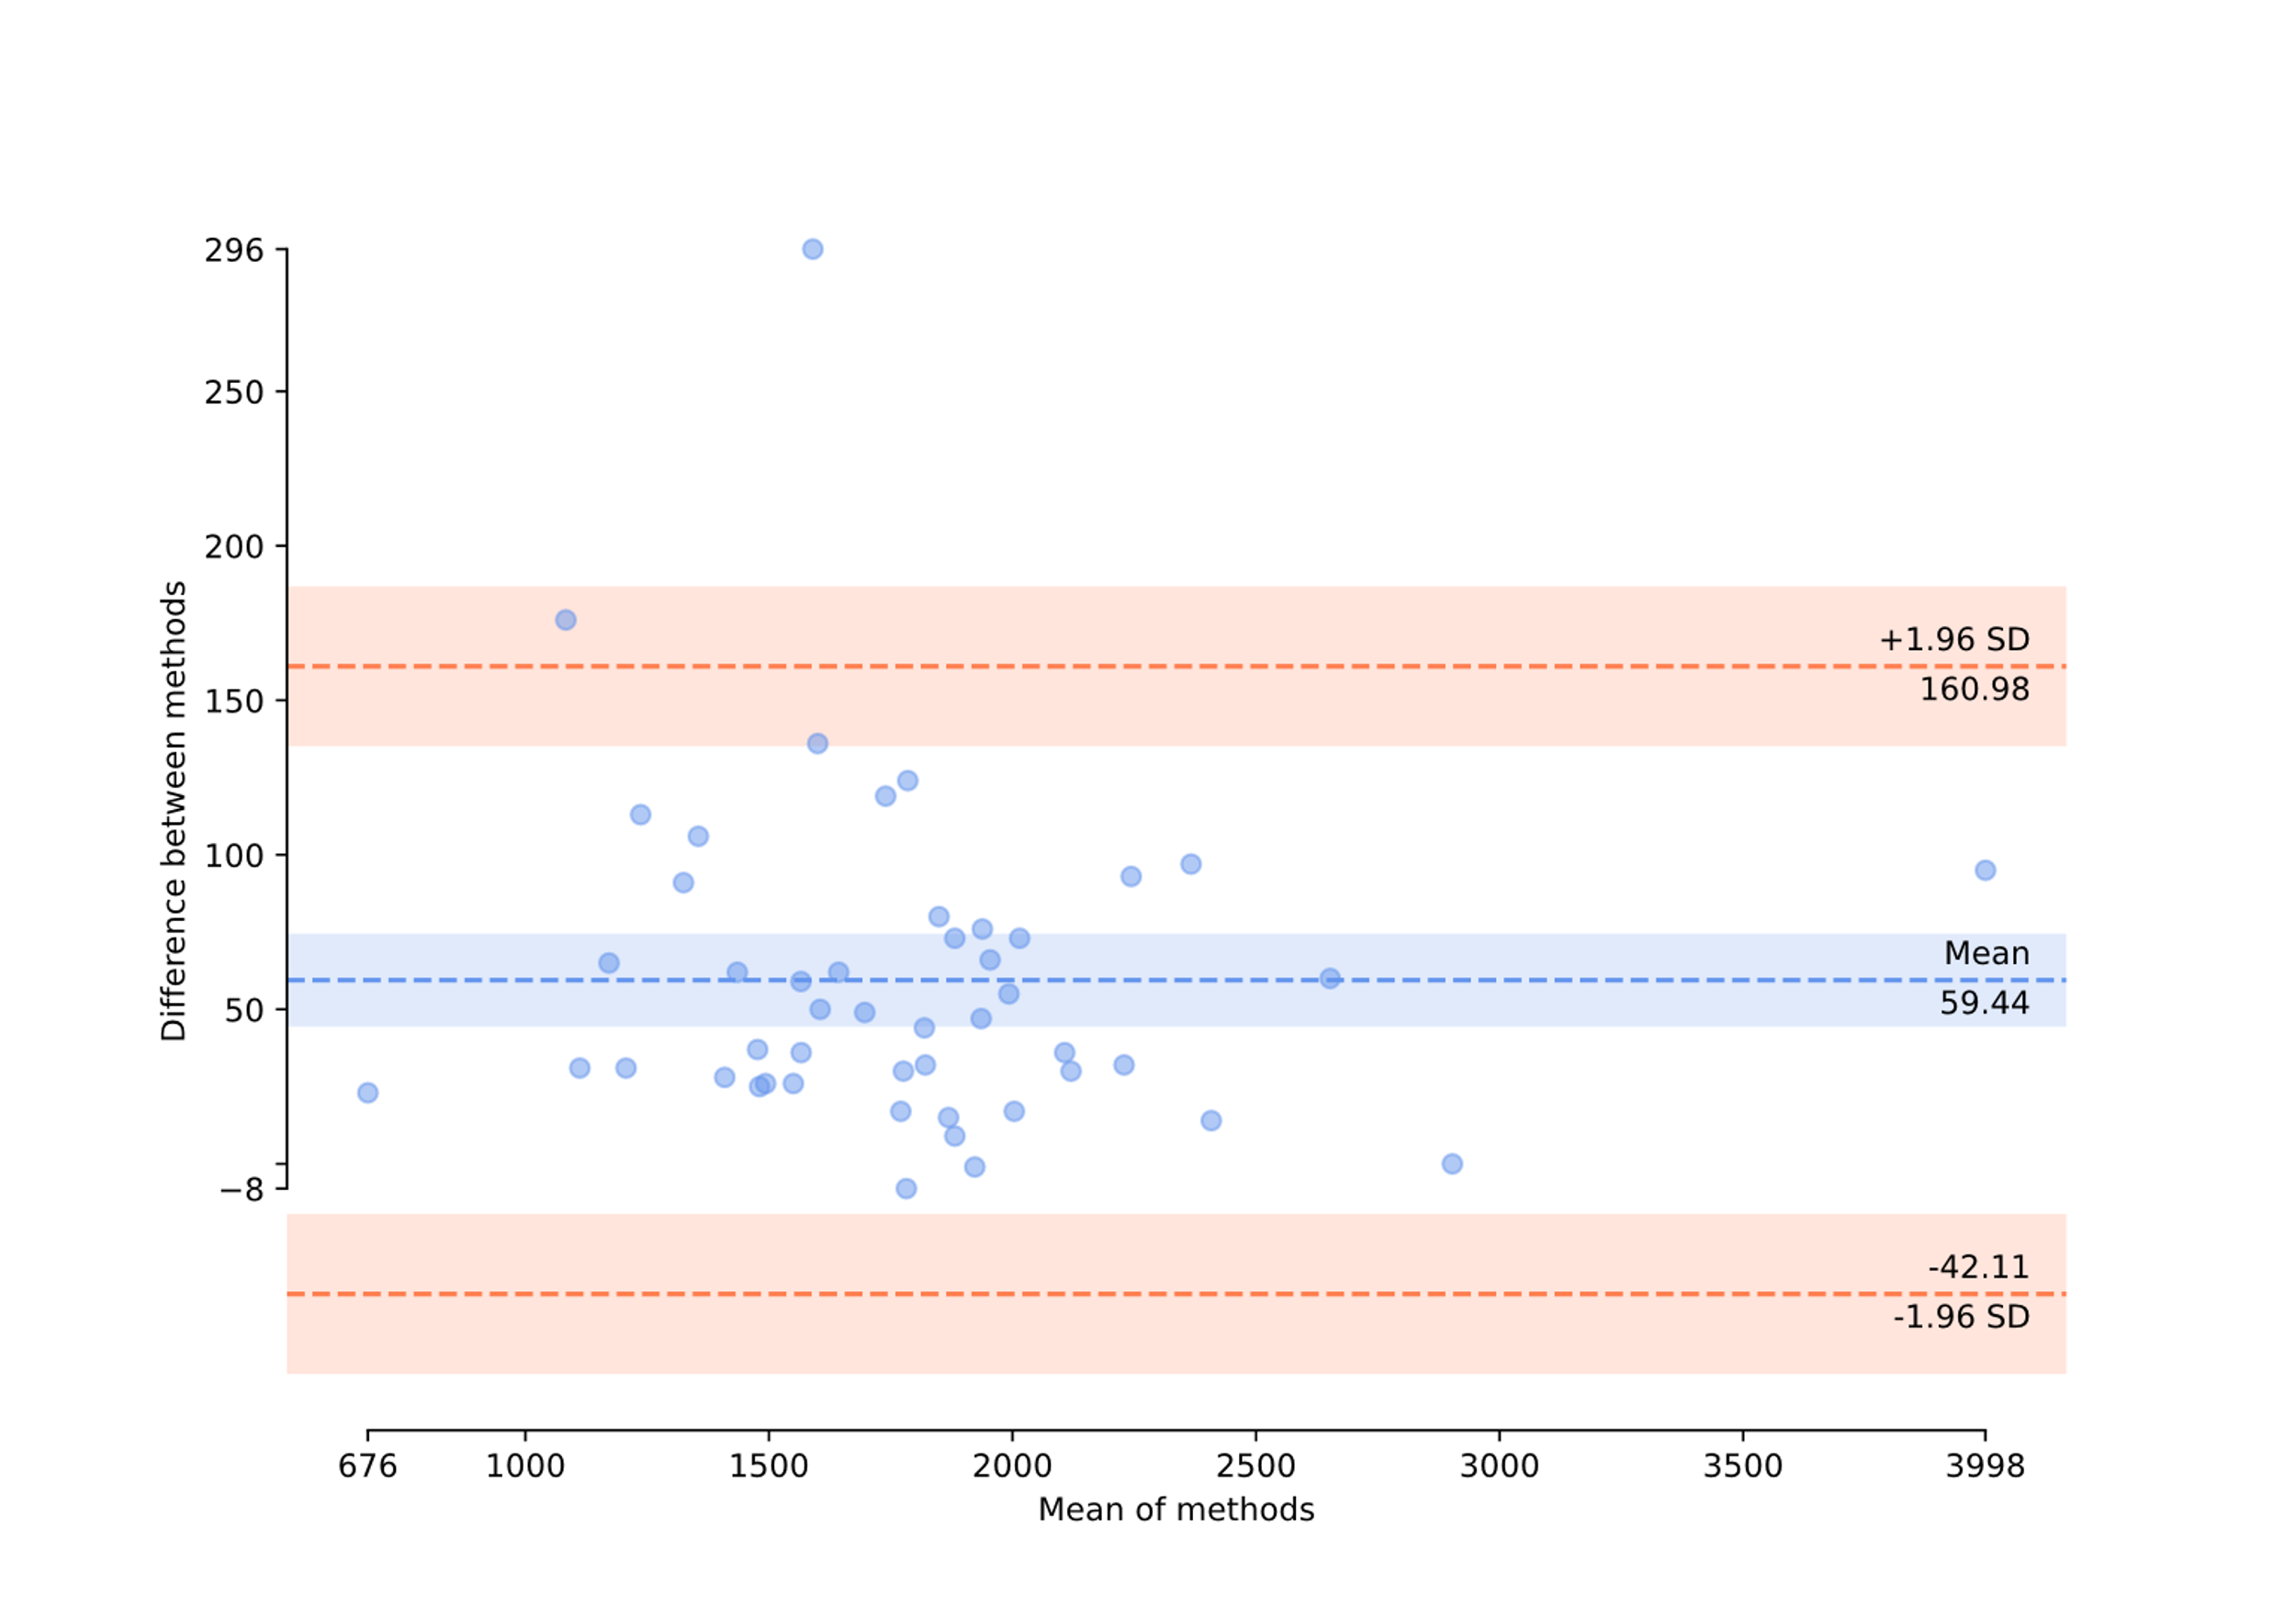 296
250
200
150
100
50
−8
Difference between methods
+1.96 SD
160.98
Mean
59.44
-42.11
-1.96 SD
676 1000 1500 2000 2500 3000 3500 3998
Mean of methods